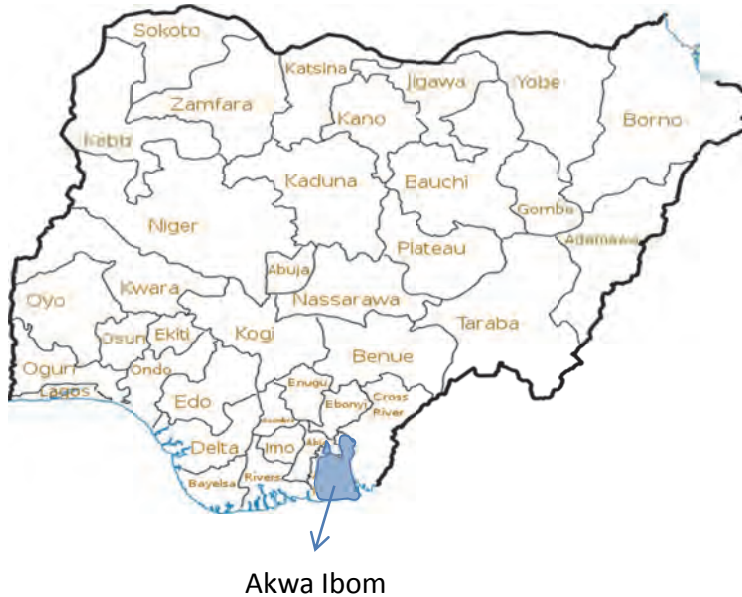 Sokoto
Katsina
Jigawa
Yobe
Zamfara
Kano
Borno
Kebbi
Kaduna
Eauchi
Gombe
Niger
Adamawa
Plateau
Abuja
Kwara
Nassarawa
Oyo
Taraba
Osun
Ekiti
Kogi
Benue
Ogun
Ondo
Lagos
Edo
Enugu
Ebonyi
Cross
River
Delta
Imo
Bayelsa
Rivers
Akwa Ibom